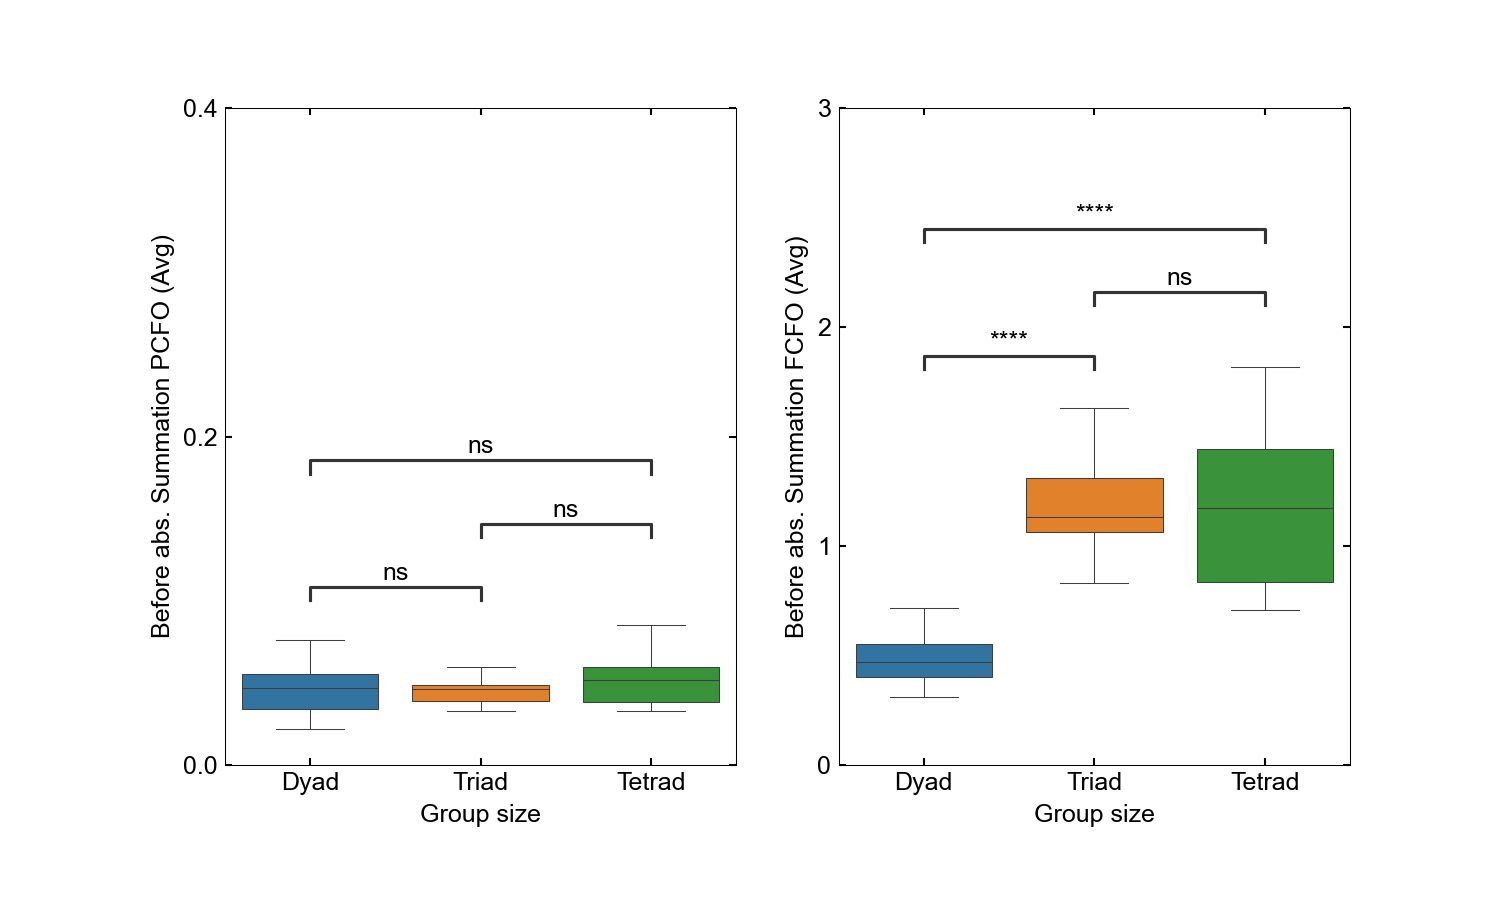 Before abs. Summation PCFO (Avg)
0.4
0.2
0.0
ns
ns
ns
Dyad
Triad
Tetrad
Group size
Before abs. Summation FCFO (Avg)
3
2
1
0
****
ns
****
Dyad
Triad
Tetrad
Group size